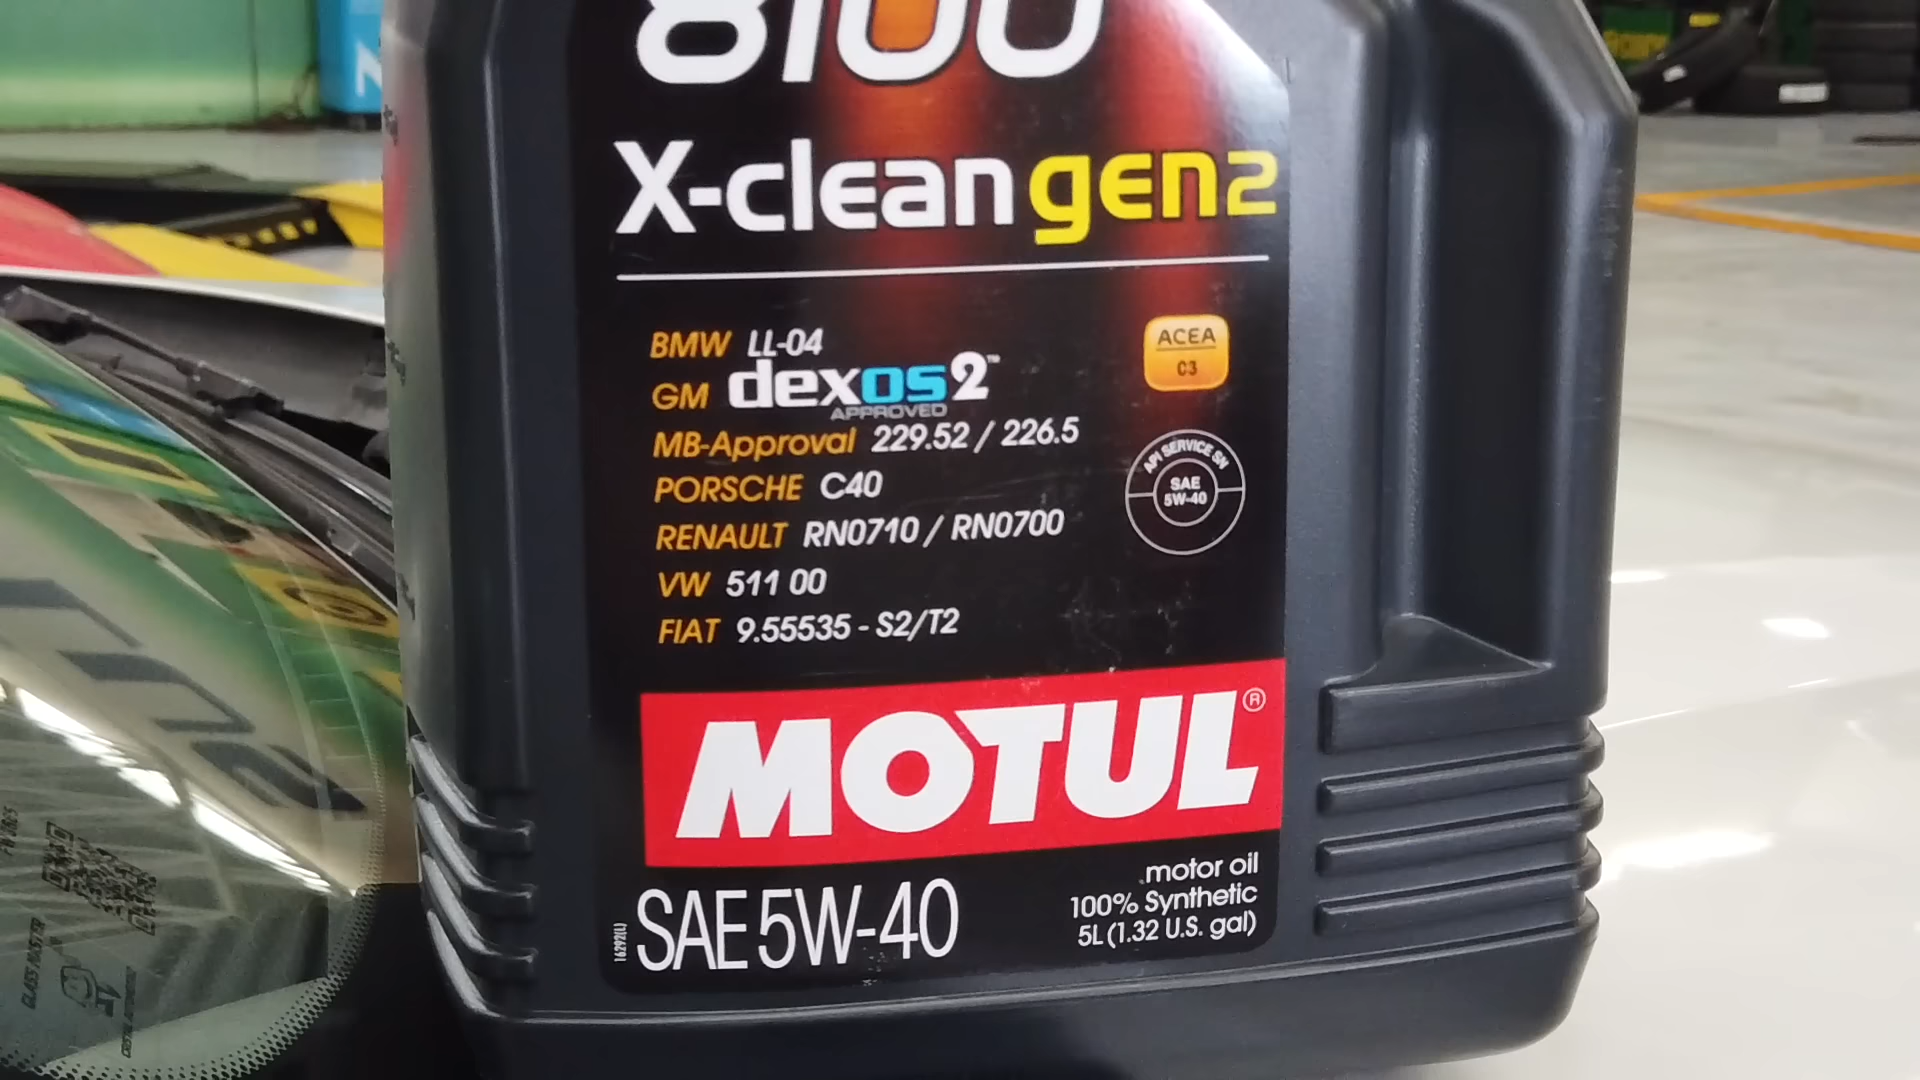 8100
X-clean gen2
BMW LL-04
GM dexos2™
APPROVED
MB-Approval 229.52 / 226.5
PORSCHE C40
RENAULT RN0710 / RN0700
VW 511 00
FIAT 9.55535 - S2/T2
ACEA
C3
API SERVICE SN
SAE
5W-40
MOTUL®
SAE 5W-40
motor oil
100% Synthetic
5L (1.32 U.S. gal)